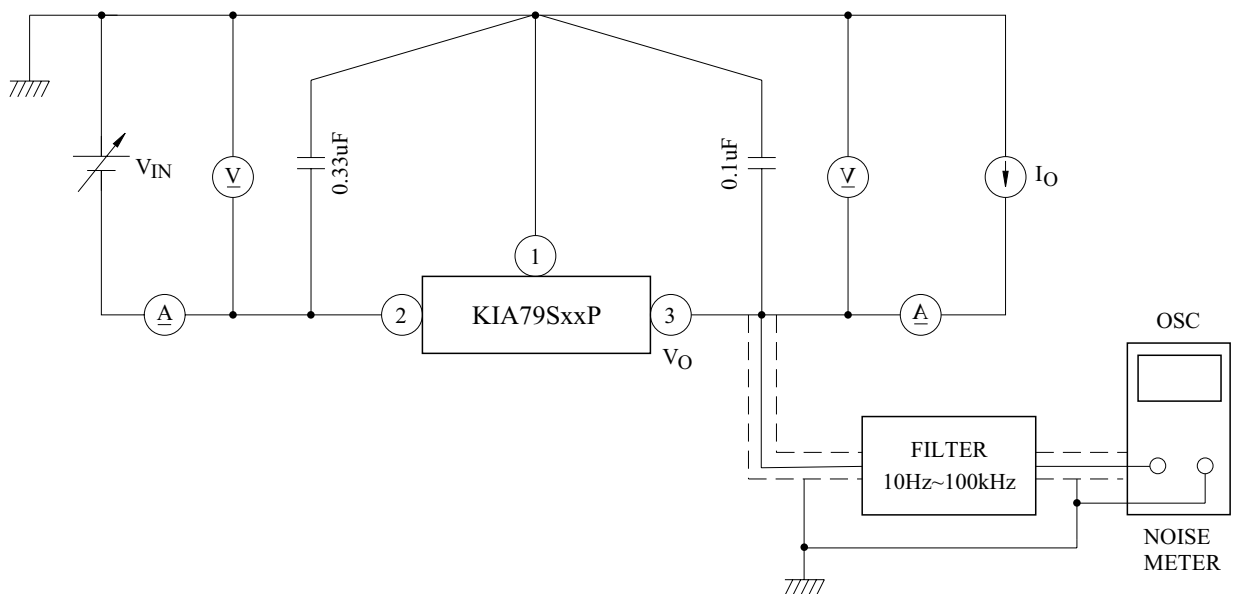 VIN
V
0.33uF
0.1uF
V
IO
1
A
2
KIA79SxxP
3
A
VO
OSC
FILTER
10Hz~100kHz
NOISE
METER